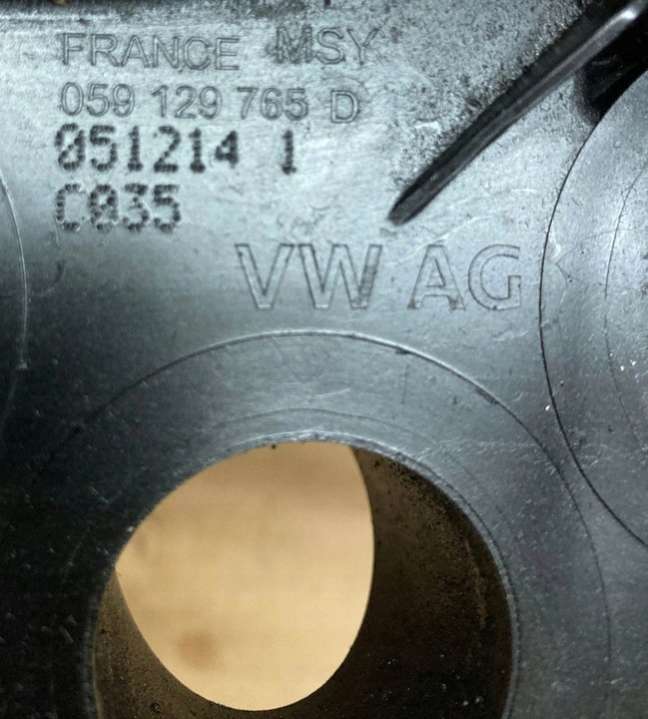 FRANCE MSY
059 129 765 D
051214 1
C035
VW AG